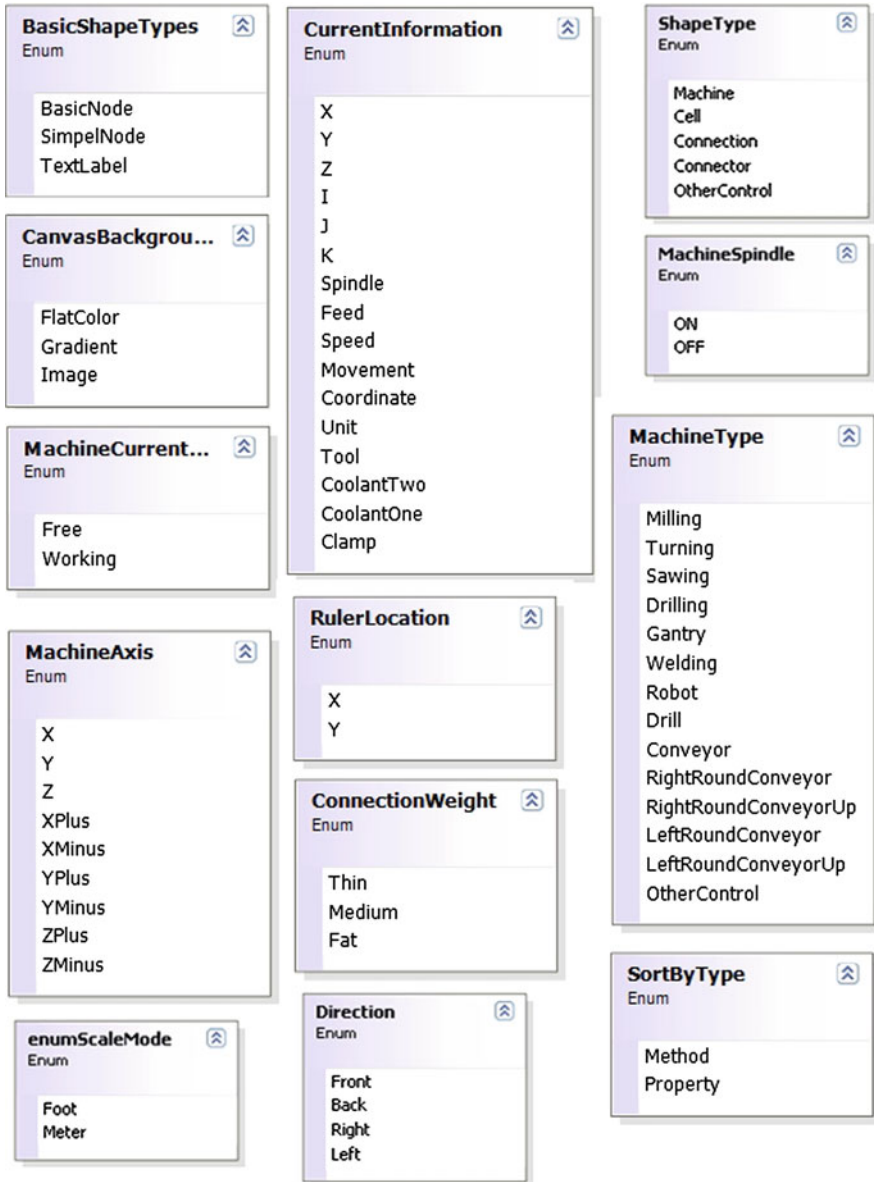 BasicShapeTypes
Enum
BasicNode
SimpelNode
TextLabel
CanvasBackgrou...
Enum
FlatColor
Gradient
Image
MachineCurrent...
Enum
Free
Working
MachineAxis
Enum
X
Y
Z
XPlus
XMinus
YPlus
YMinus
ZPlus
ZMinus
enumScaleMode
Enum
Foot
Meter
CurrentInformation
Enum
X
Y
Z
I
J
K
Spindle
Feed
Speed
Movement
Coordinate
Unit
Tool
CoolantTwo
CoolantOne
Clamp
RulerLocation
Enum
X
Y
ConnectionWeight
Enum
Thin
Medium
Fat
Direction
Enum
Front
Back
Right
Left
ShapeType
Enum
Machine
Cell
Connection
Connector
OtherControl
MachineSpindle
Enum
ON
OFF
MachineType
Enum
Milling
Turning
Sawing
Drilling
Gantry
Welding
Robot
Drill
Conveyor
RightRoundConveyor
RightRoundConveyorUp
LeftRoundConveyor
LeftRoundConveyorUp
OtherControl
SortByType
Enum
Method
Property